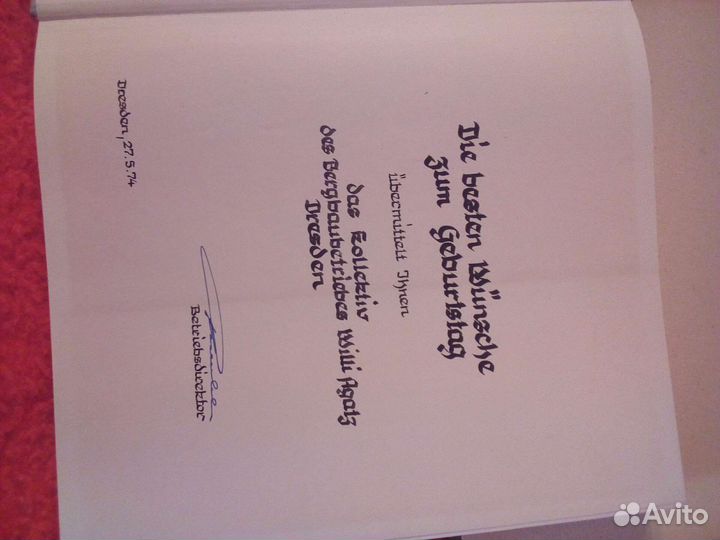 Die besten Wünsche
zum Geburtstag
übermittelt Ihnen
das Kollektiv
des Bergbaubetriebes Willi Agatz
Dresden
Dresden, 27.5.74
Betriebsdirektor
Avito